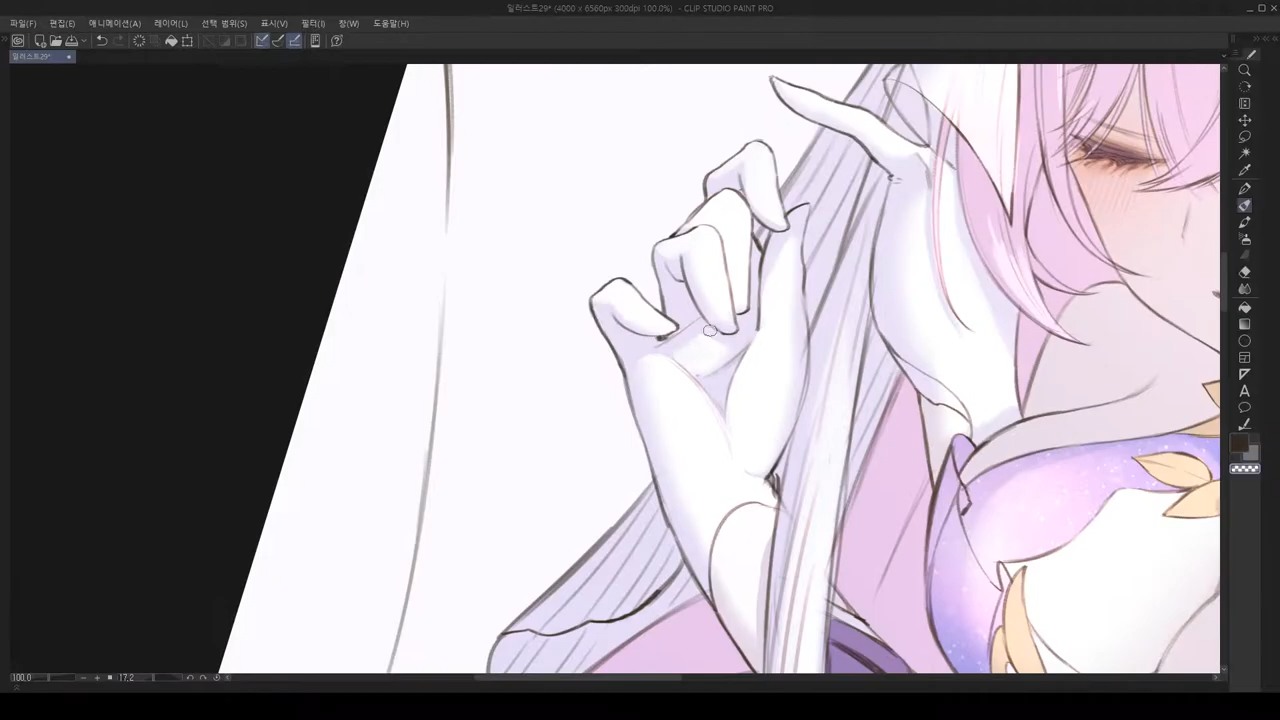 일러스트29* (4000 x 6560px 300dpi 100.0%) - CLIP STUDIO PAINT PRO
파일(F) 편집(E) 애니메이션(A) 레이어(L) 선택 범위(S) 표시(V) 필터(I) 창(W) 도움말(H)
일러스트29*
100.0 17.2